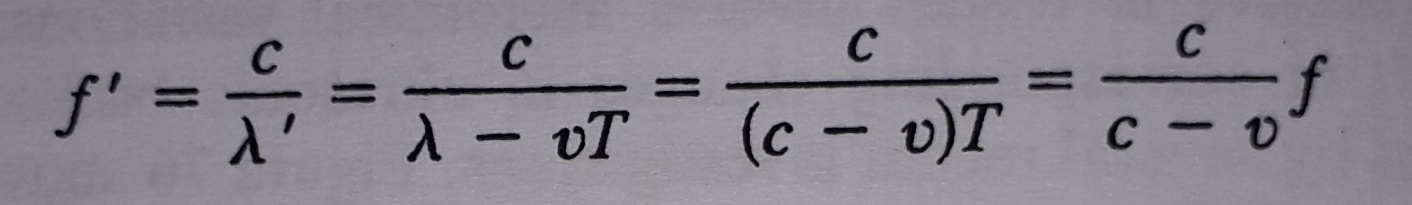 f' = c/λ' = c/(λ − vT) = c/((c − v)T) = c/(c − v) f